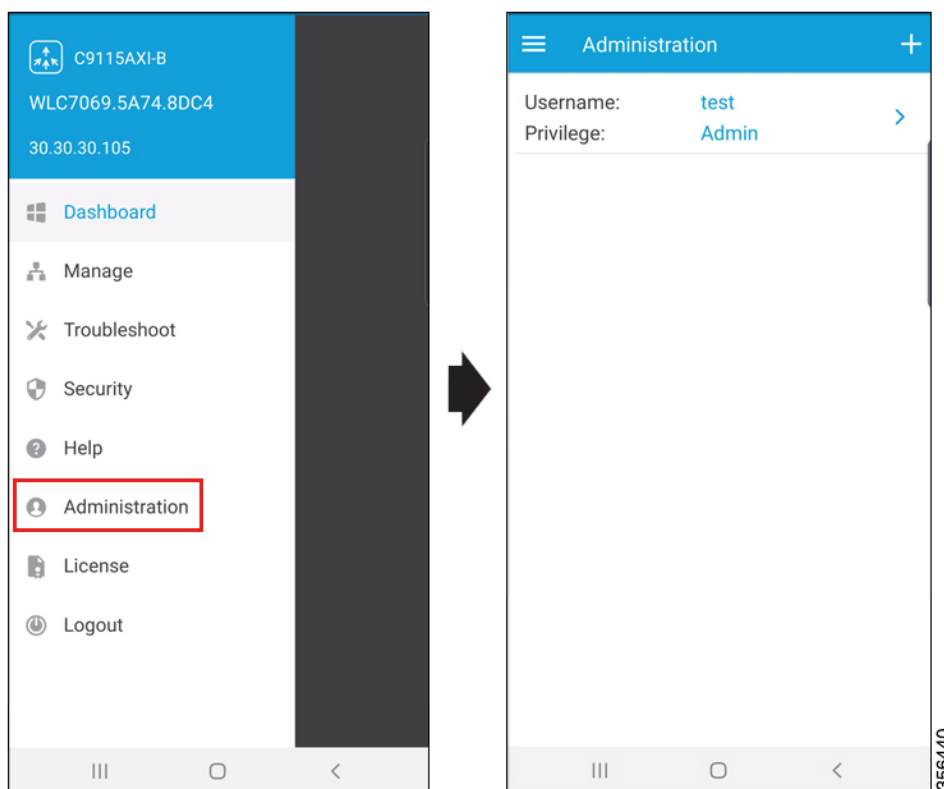 C9115AXI-B
WLC7069.5A74.8DC4
30.30.30.105
Dashboard
Manage
Troubleshoot
Security
Help
Administration
License
Logout
Administration
Username: test
Privilege: Admin
356440